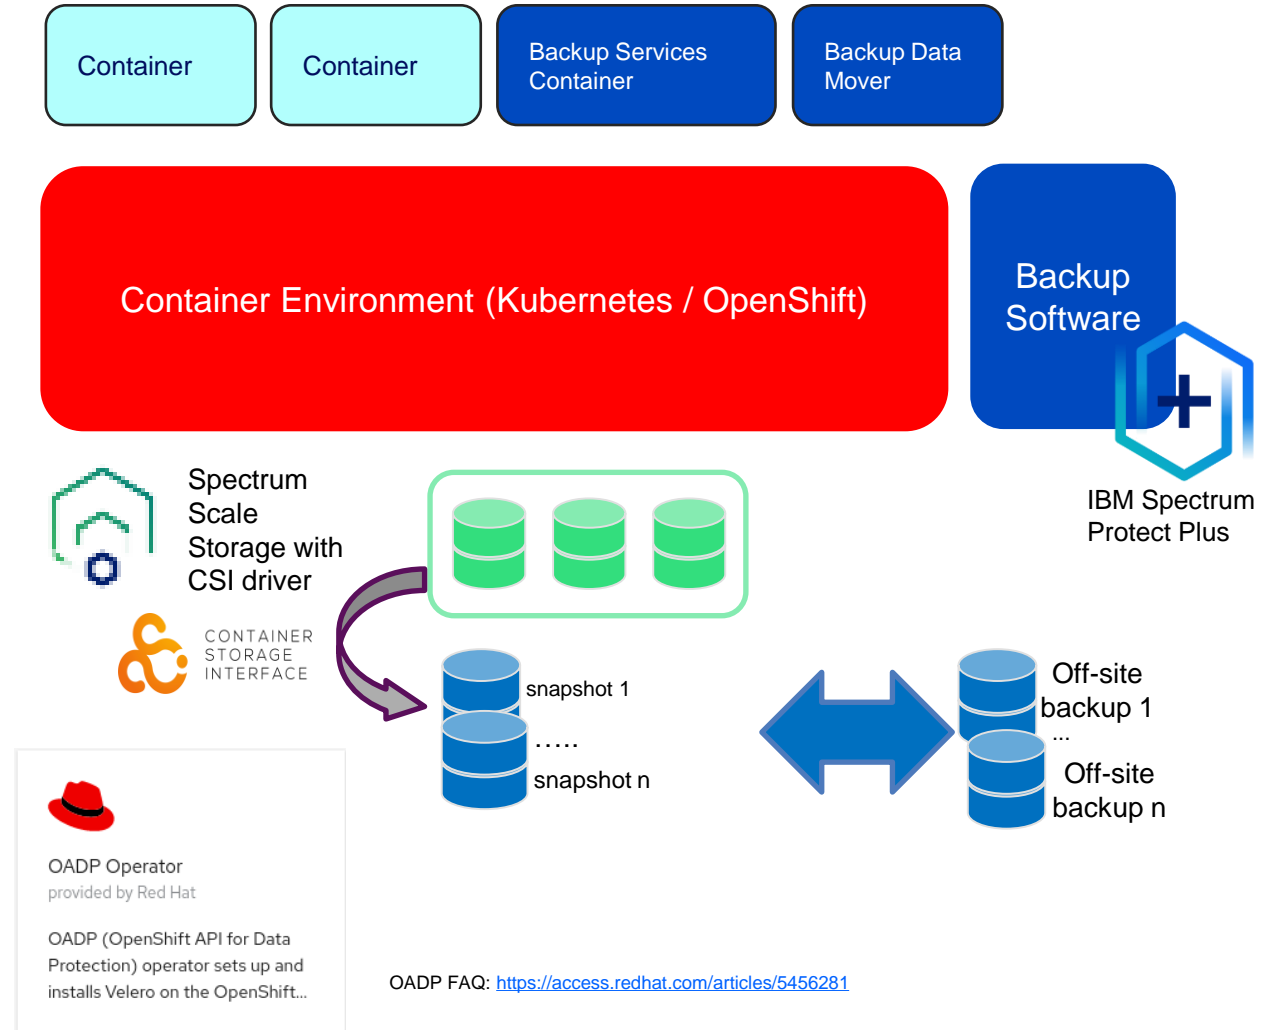 Container
Container
Backup Services
Container
Backup Data
Mover
Container Environment (Kubernetes / OpenShift)
Backup
Software
IBM Spectrum
Protect Plus
Spectrum
Scale
Storage with
CSI driver
CONTAINER
STORAGE
INTERFACE
snapshot 1
.....
snapshot n
Off-site
backup 1
...
Off-site
backup n
OADP Operator
provided by Red Hat
OADP (OpenShift API for Data
Protection) operator sets up and
installs Velero on the OpenShift...
OADP FAQ: https://access.redhat.com/articles/5456281